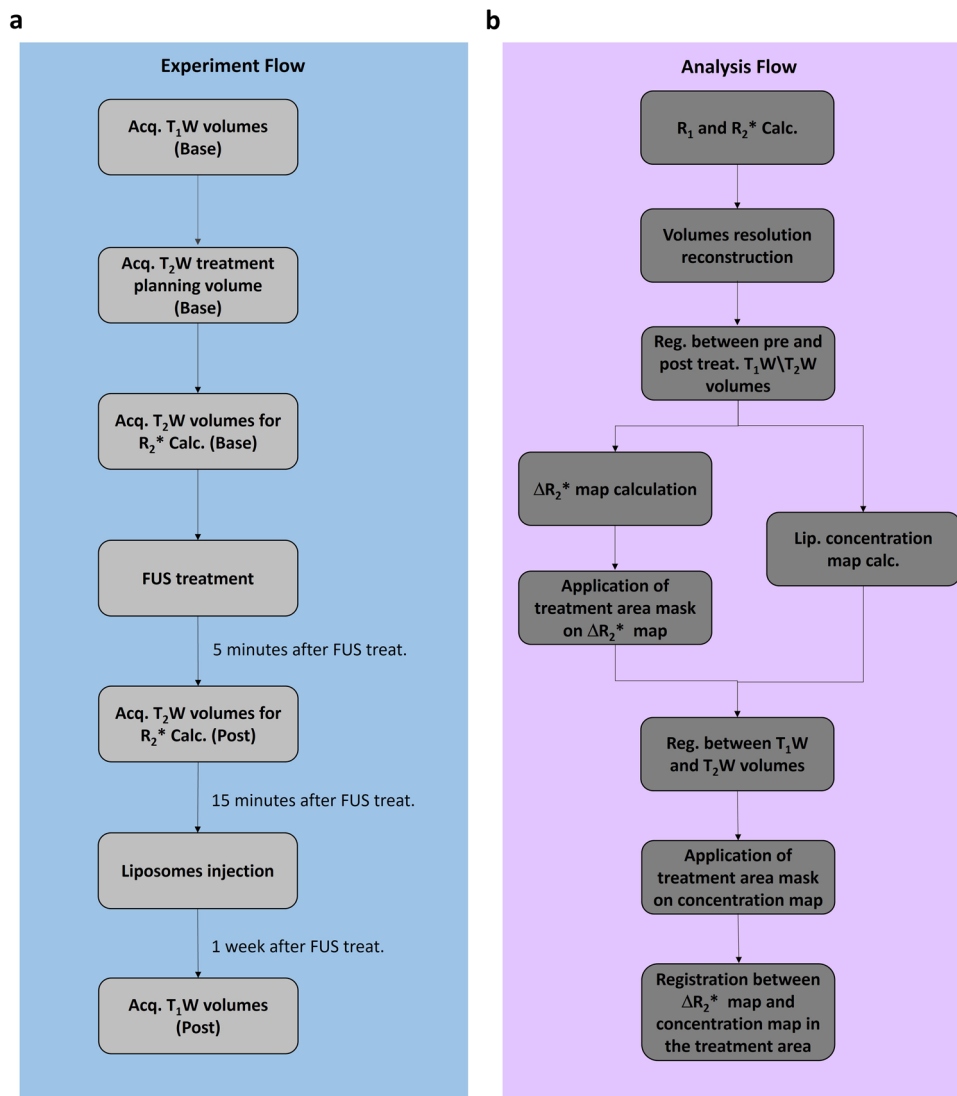 a
Experiment Flow
Acq. T₁W volumes
(Base)
Acq. T₂W treatment
planning volume
(Base)
Acq. T₂W volumes for
R₂* Calc. (Base)
FUS treatment
5 minutes after FUS treat.
Acq. T₂W volumes for
R₂* Calc. (Post)
15 minutes after FUS treat.
Liposomes injection
1 week after FUS treat.
Acq. T₁W volumes
(Post)
b
Analysis Flow
R₁ and R₂* Calc.
Volumes resolution
reconstruction
Reg. between pre and
post treat. T₁W\T₂W
volumes
ΔR₂* map calculation
Application of
treatment area mask
on ΔR₂* map
Lip. concentration
map calc.
Reg. between T₁W
and T₂W volumes
Application of
treatment area mask
on concentration map
Registration between
ΔR₂* map and
concentration map in
the treatment area